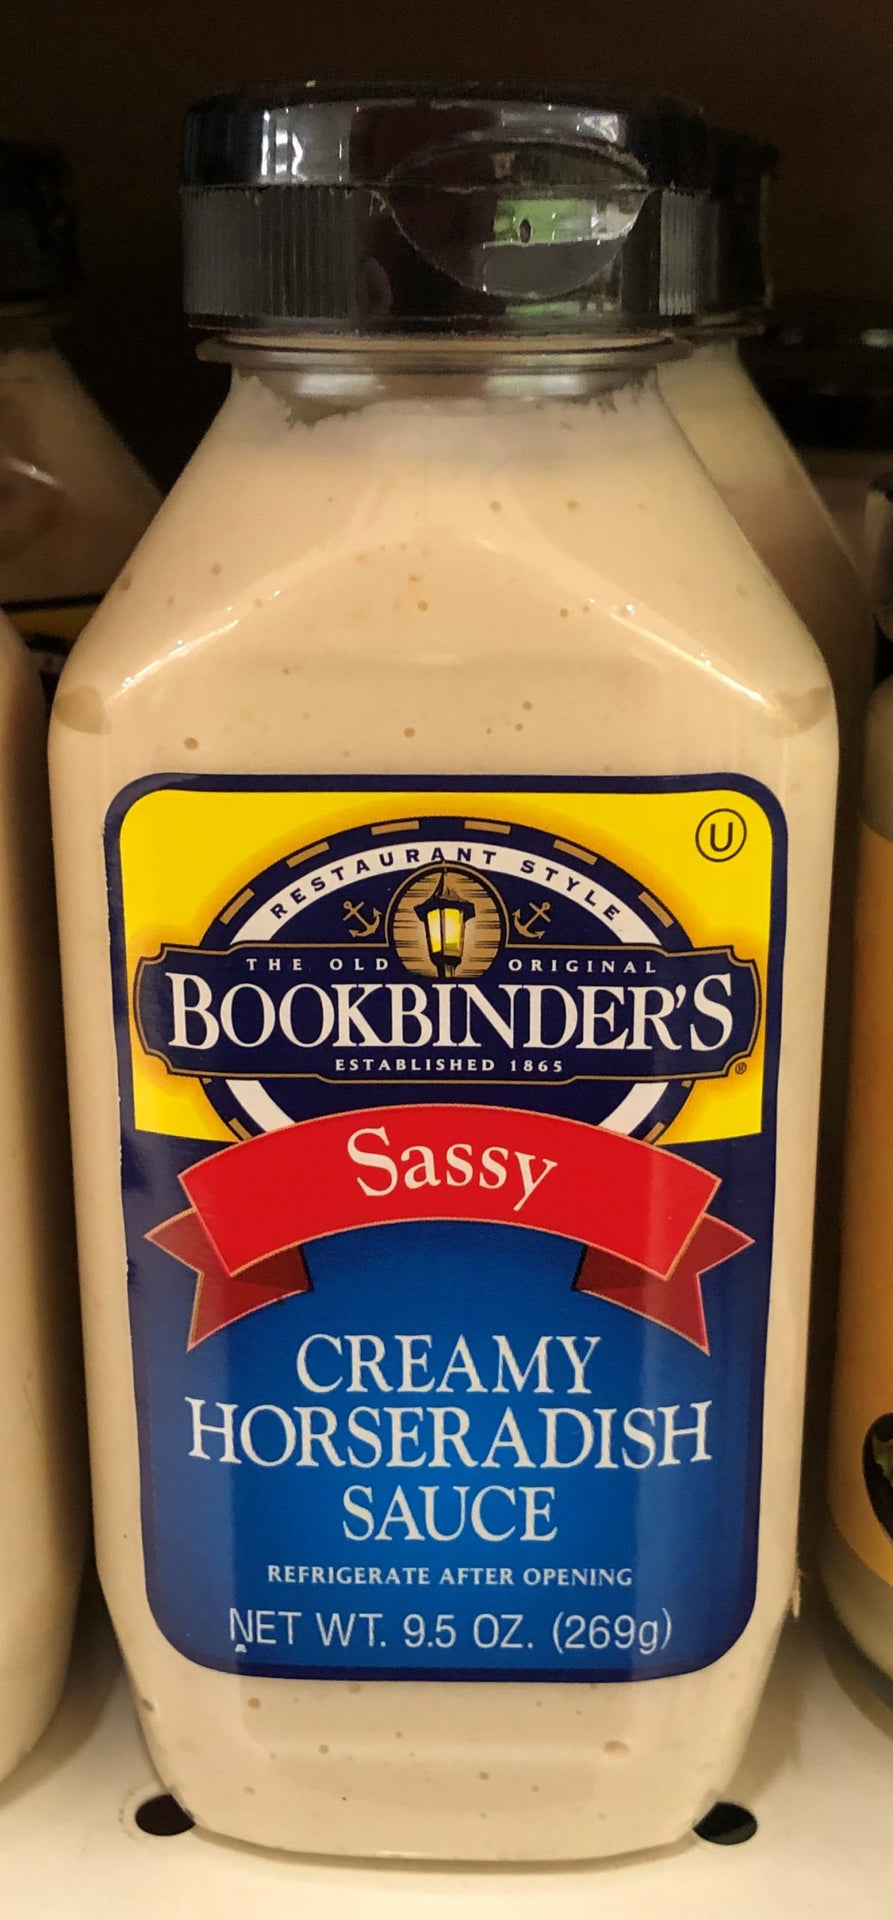 U
RESTAURANT STYLE
THE OLD ORIGINAL
BOOKBINDER'S®
ESTABLISHED 1865
Sassy
CREAMY
HORSERADISH
SAUCE
REFRIGERATE AFTER OPENING
NET WT. 9.5 OZ. (269g)